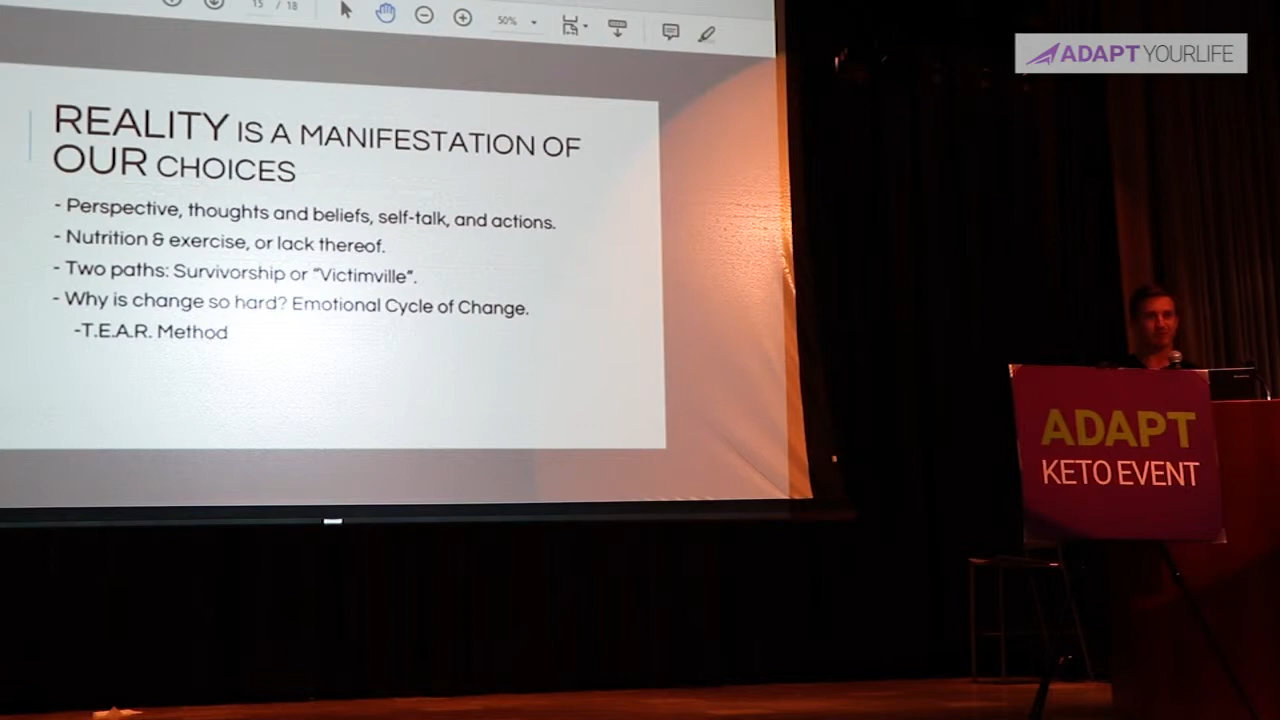 15 / 18
50%
ADAPT YOUR LIFE
REALITY IS A MANIFESTATION OF
OUR CHOICES
- Perspective, thoughts and beliefs, self-talk, and actions.
- Nutrition & exercise, or lack thereof.
- Two paths: Survivorship or "Victimville".
- Why is change so hard? Emotional Cycle of Change.
-T.E.A.R. Method
ADAPT
KETO EVENT